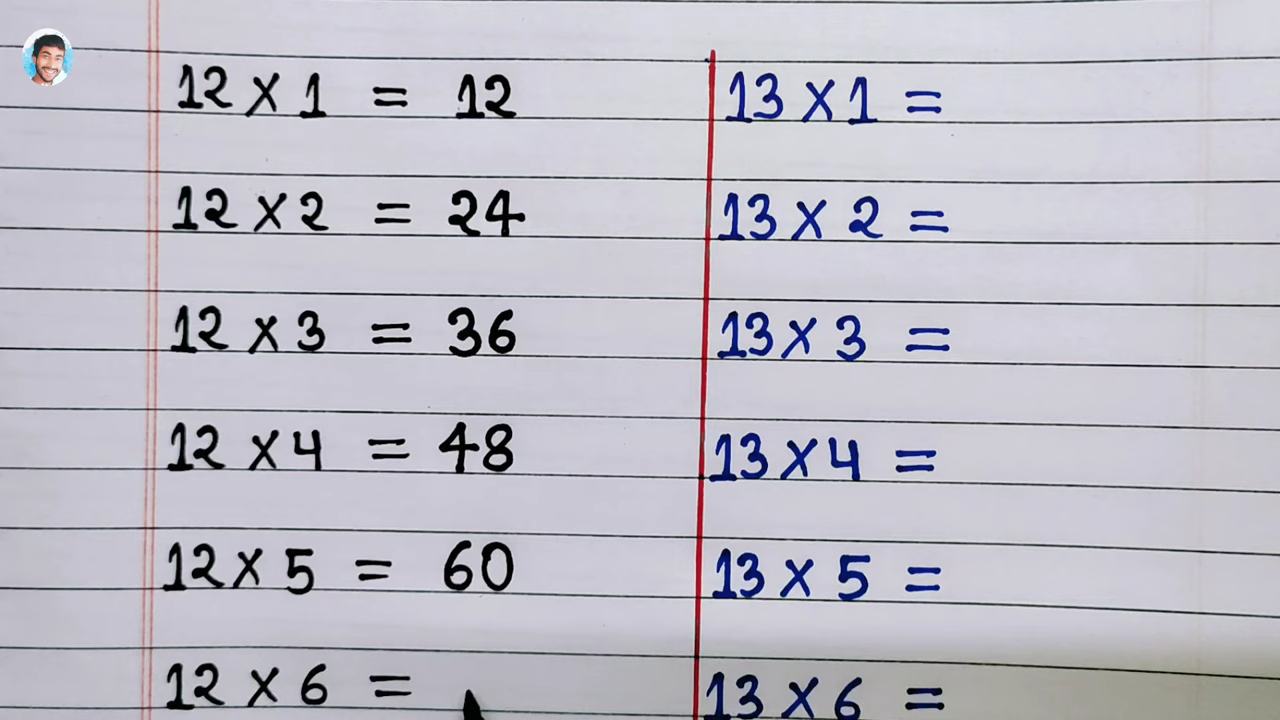 12 X 1 = 12
12 X 2 = 24
12 X 3 = 36
12 X 4 = 48
12 X 5 = 60
12 X 6 =
13 X 1 =
13 X 2 =
13 X 3 =
13 X 4 =
13 X 5 =
13 X 6 =